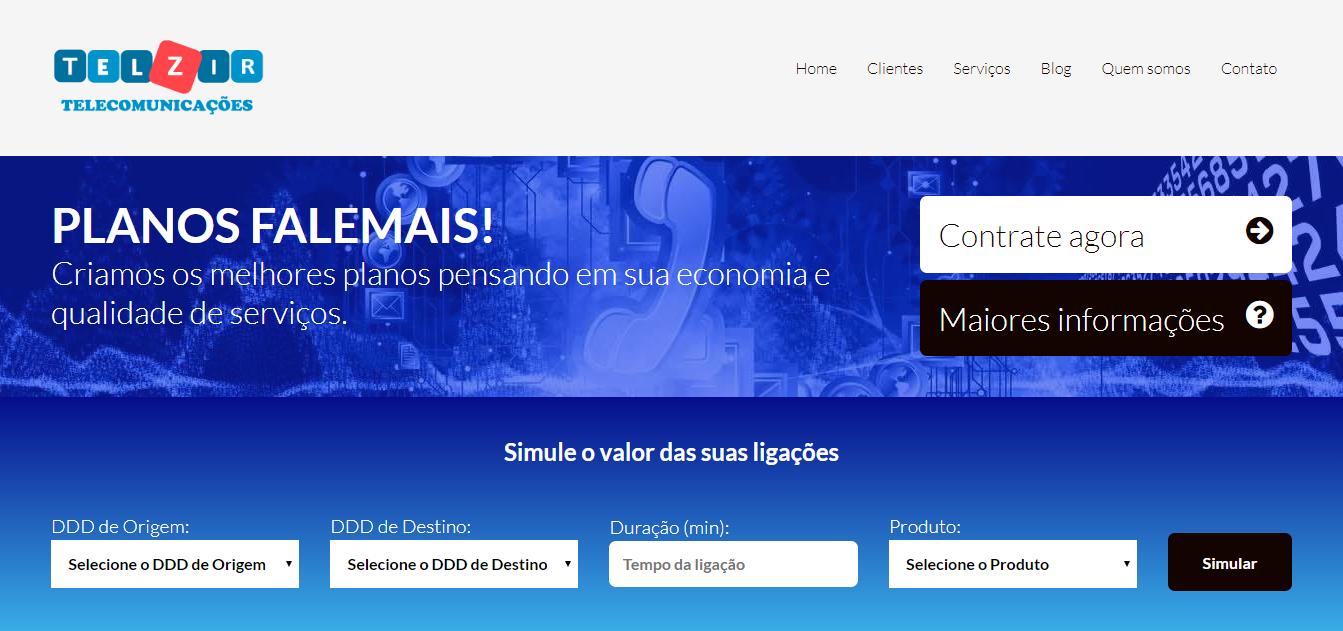 TELZIR
TELECOMUNICAÇÕES
Home Clientes Serviços Blog Quem somos Contato
PLANOS FALEMAIS!
Criamos os melhores planos pensando em sua economia e
qualidade de serviços.
Contrate agora
Maiores informações
Simule o valor das suas ligações
DDD de Origem: DDD de Destino: Duração (min): Produto:
Selecione o DDD de Origem Selecione o DDD de Destino Tempo da ligação Selecione o Produto Simular